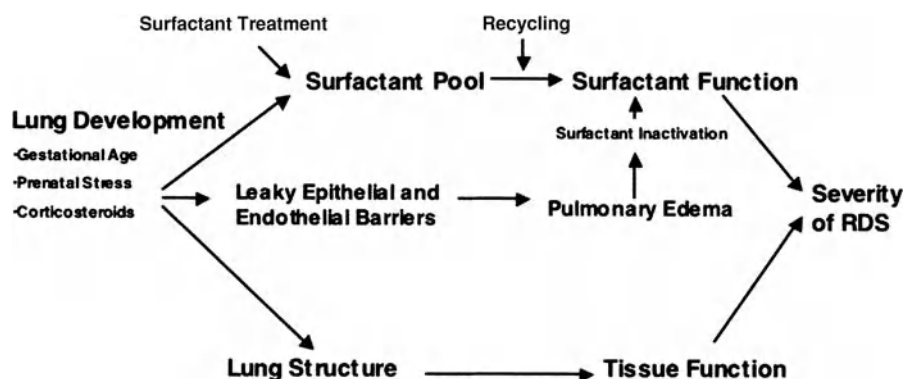 Surfactant Treatment
Recycling
Surfactant Pool
Surfactant Function
Lung Development
·Gestational Age
·Prenatal Stress
·Corticosteroids
Surfactant Inactivation
Leaky Epithelial and
Endothelial Barriers
Pulmonary Edema
Severity
of RDS
Lung Structure
Tissue Function